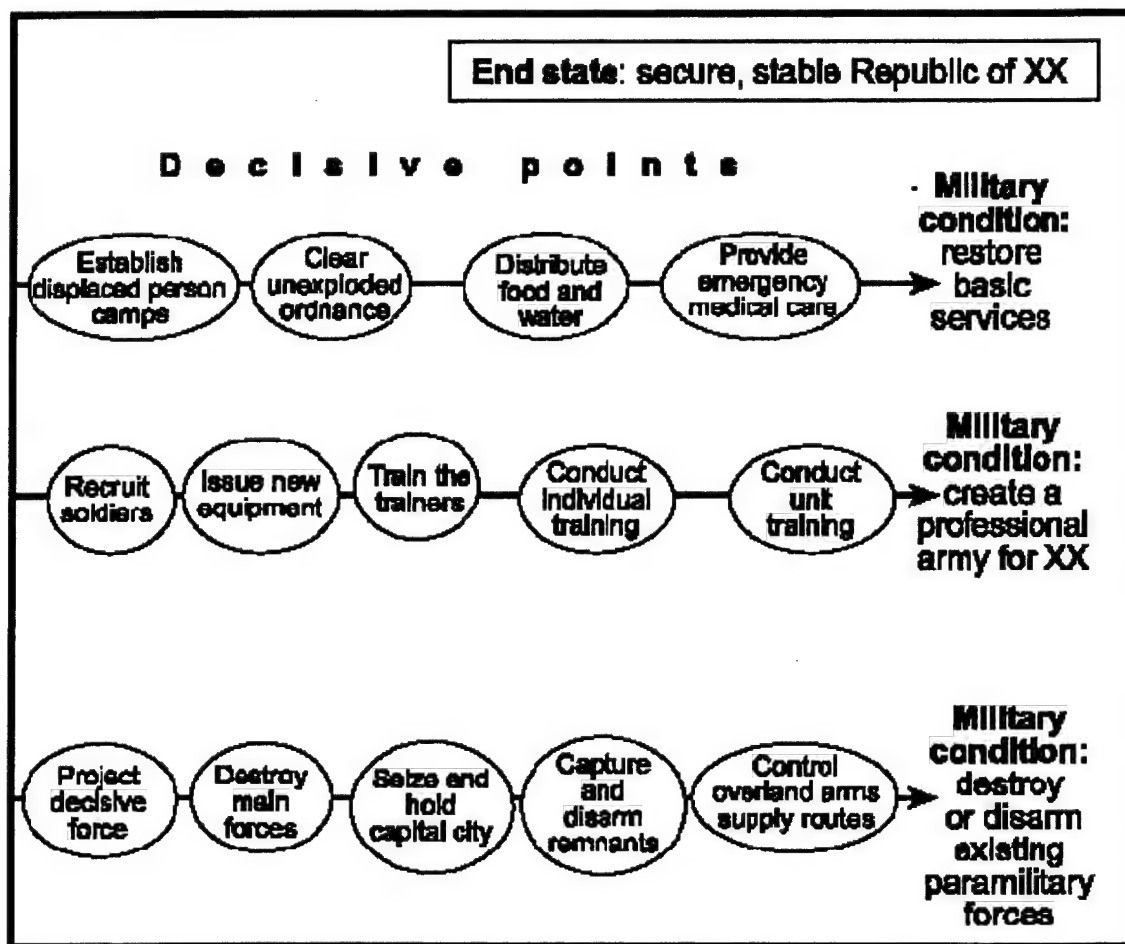 End state: secure, stable Republic of XX
Decisive points
Establish
displaced person
camps
Clear
unexploded
ordnance
Distribute
food and
water
Provide
emergency
medical care
Military
condition:
restore
basic
services
Recruit
soldiers
Issue new
equipment
Train the
trainers
Conduct
individual
training
Conduct
unit
training
Military
condition:
create a
professional
army for XX
Project
decisive
force
Destroy
main
forces
Seize and
hold
capital city
Capture
and
disarm
remnants
Control
overland arms
supply routes
Military
condition:
destroy
or disarm
existing
paramilitary
forces